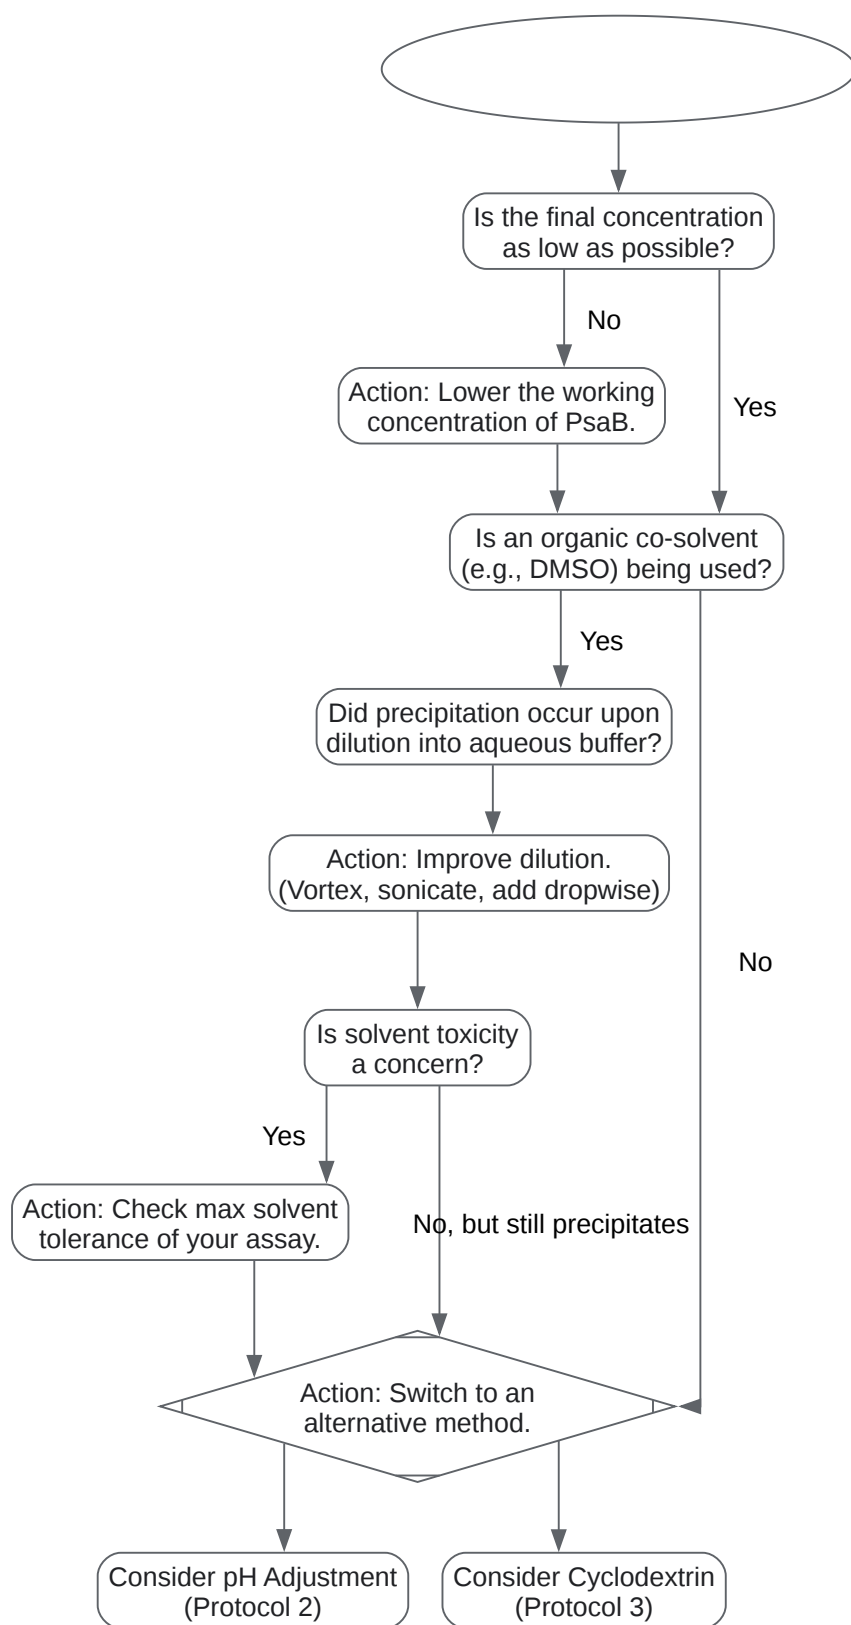 Is the final concentration
as low as possible?
No
Action: Lower the working
concentration of PsaB.
Yes
Is an organic co-solvent
(e.g., DMSO) being used?
Yes
Did precipitation occur upon
dilution into aqueous buffer?
Action: Improve dilution.
(Vortex, sonicate, add dropwise)
No
Is solvent toxicity
a concern?
Yes
Action: Check max solvent
tolerance of your assay.
No, but still precipitates
Action: Switch to an
alternative method.
Consider pH Adjustment
(Protocol 2)
Consider Cyclodextrin
(Protocol 3)